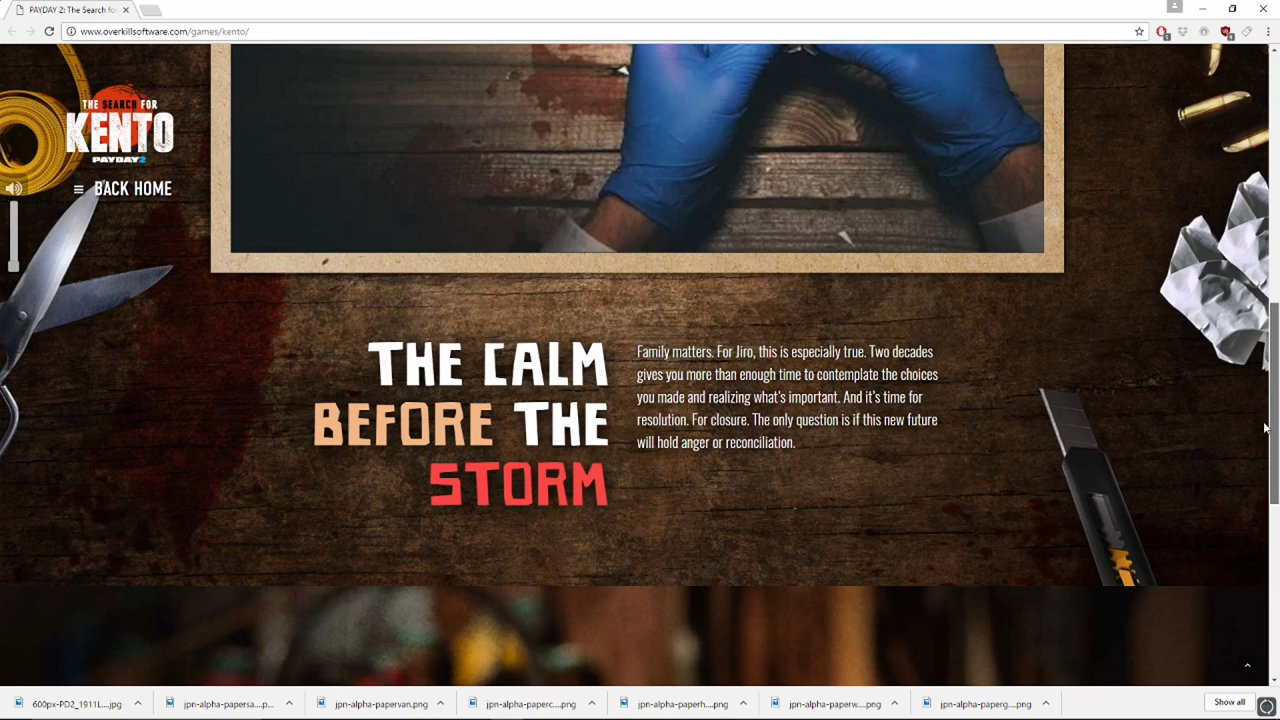 PAYDAY 2: The Search fo
www.overkillsoftware.com/games/kento/
THE SEARCH FOR
KENTO
PAYDAY2
BACK HOME
THE CALM
BEFORE THE
STORM
Family matters. For Jiro, this is especially true. Two decades
gives you more than enough time to contemplate the choices
you made and realizing what's important. And it's time for
resolution. For closure. The only question is if this new future
will hold anger or reconciliation.
600px-PD2_1911L....jpg
jpn-alpha-papersa....p...
jpn-alpha-papervan.png
jpn-alpha-paperc....png
jpn-alpha-paperh....png
jpn-alpha-paperw....png
jpn-alpha-paperg....png
Show all